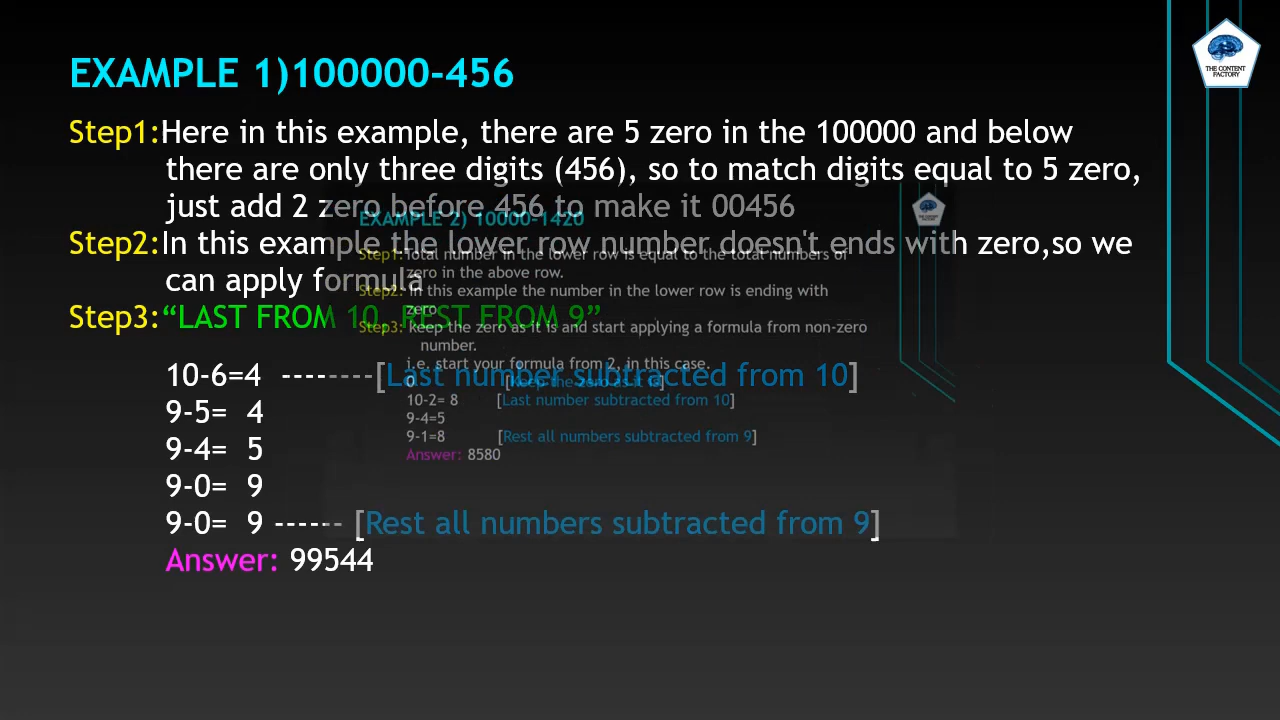 EXAMPLE 1)100000-456
THE CONTENT
FACTORY
Step1:Here in this example, there are 5 zero in the 100000 and below
there are only three digits (456), so to match digits equal to 5 zero,
just add 2 zero before 456 to make it 00456
Step2:In this example the lower row number doesn't ends with zero,so we
can apply formula
Step3:“LAST FROM 10, REST FROM 9”
10-6=4 --------[Last number subtracted from 10]
9-5= 4
9-4= 5
9-0= 9
9-0= 9 ------ [Rest all numbers subtracted from 9]
Answer: 99544
EXAMPLE 2) 10000-1420
Step1:Total number in the lower row is equal to the total numbers of
zero in the above row.
Step2: In this example the number in the lower row is ending with
zero
Step3: keep the zero as it is and start applying a formula from non-zero
number.
i.e. start your formula from 2, in this case.
0 [Keep the zero as it is]
10-2= 8 [Last number subtracted from 10]
9-4=5
9-1=8 [Rest all numbers subtracted from 9]
Answer: 8580